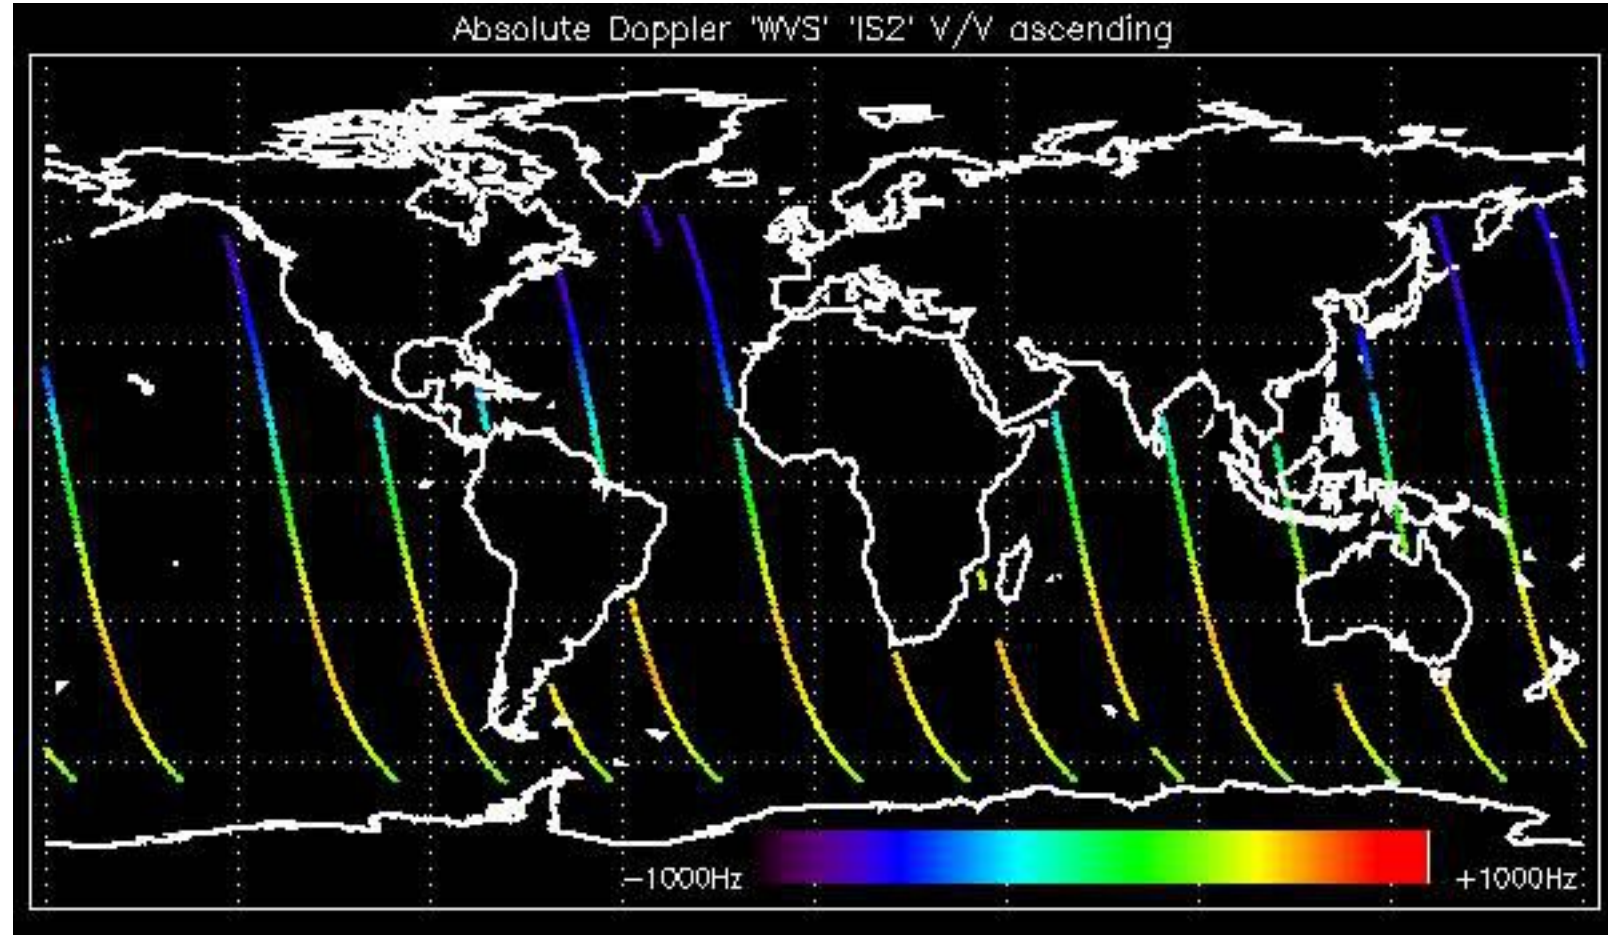 Absolute Doppler 'WVS' 'IS2' V/V ascending
−1000Hz
+1000Hz